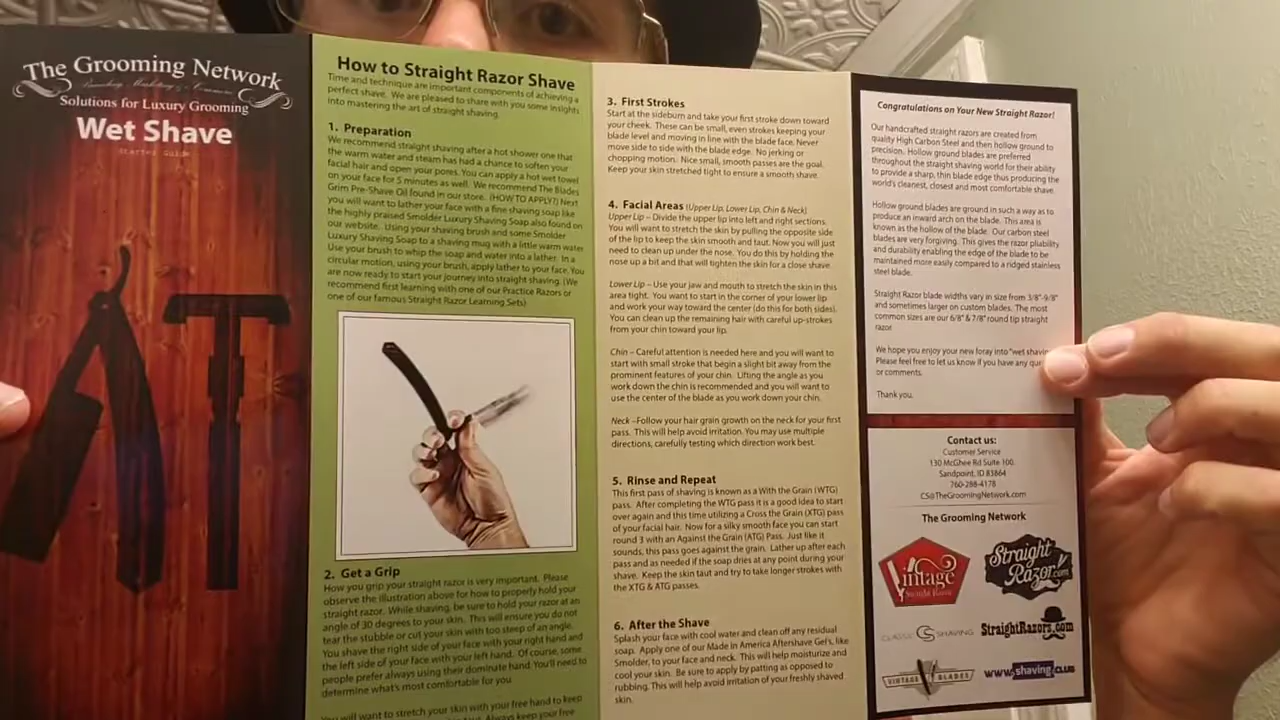 The Grooming Network
Solutions for Luxury Grooming
Wet Shave
Starter Guide
How to Straight Razor Shave
Time and technique are important components of achieving a
perfect shave. We are pleased to share with you some insights
into mastering the art of straight shaving.
1. Preparation
We recommend straight shaving after a hot shower one that
the warm water and steam has had a chance to soften your
facial hair and open your pores. You can apply a hot wet towel
on your face for 5 minutes as well. We recommend The Blades
Grim Pre-Shave Oil found in our store. (HOW TO APPLY?) Next
you will want to lather your face with a fine shaving soap like
the highly praised Smolder Luxury Shaving Soap also found on
our website. Using your shaving brush and some Smolder
Luxury Shaving Soap to a shaving mug with a little warm water
Use your brush to whip the soap and water into a lather. In a
circular motion, using your brush, apply lather to your face. You
are now ready to start your journey into straight shaving. (We
recommend first learning with one of our Practice Razors or
one of our famous Straight Razor Learning Sets)
2. Get a Grip
How you grip your straight razor is very important. Please
observe the illustration above for how to properly hold your
straight razor. While shaving, be sure to hold your razor at an
angle of 30 degrees to your skin. This will ensure you do not
tear the stubble or cut your skin with too steep of an angle.
You shave the right side of your face with your right hand and
the left side of your face with your left hand. Of course, some
people prefer always using their dominate hand. You'll need to
determine what's most comfortable for you.
You will want to stretch your skin with your free hand to keep
Always keep your free
3. First Strokes
Start at the sideburn and take your first stroke down toward
your cheek. These can be small, even strokes keeping your
blade level and moving in line with the blade face. Never
move side to side with the blade edge. No jerking or
chopping motion. Nice small, smooth passes are the goal.
Keep your skin stretched tight to ensure a smooth shave.
4. Facial Areas (Upper Lip, Lower Lip, Chin & Neck)
Upper Lip – Divide the upper lip into left and right sections.
You will want to stretch the skin by pulling the opposite side
of the lip to keep the skin smooth and taut. Now you will just
need to clean up under the nose. You do this by holding the
nose up a bit and that will tighten the skin for a close shave.
Lower Lip – Use your jaw and mouth to stretch the skin in this
area tight. You want to start in the corner of your lower lip
and work your way toward the center (do this for both sides).
You can clean up the remaining hair with careful up-strokes
from your chin toward your lip.
Chin – Careful attention is needed here and you will want to
start with small stroke that begin a slight bit away from the
prominent features of your chin. Lifting the angle as you
work down the chin is recommended and you will want to
use the center of the blade as you work down your chin.
Neck –Follow your hair grain growth on the neck for your first
pass. This will help avoid irritation. You may use multiple
directions, carefully testing which direction work best.
5. Rinse and Repeat
This first pass of shaving is known as a With the Grain (WTG)
pass. After completing the WTG pass it is a good idea to start
over again and this time utilizing a Cross the Grain (XTG) pass
of your facial hair. Now for a silky smooth face you can start
round 3 with an Against the Grain (ATG) Pass. Just like it
sounds, this pass goes against the grain. Lather up after each
pass and as needed if the soap dries at any point during your
shave. Keep the skin taut and try to take longer strokes with
the XTG & ATG passes.
6. After the Shave
Splash your face with cool water and clean off any residual
soap. Apply one of our Made in America Aftershave Gels, like
Smolder, to your face and neck. This will help moisturize and
cool your skin. Be sure to apply by patting as opposed to
rubbing. This will help avoid irritation of your freshly shaved
skin.
Congratulations on Your New Straight Razor!
Our handcrafted straight razors are created from
quality High Carbon Steel and then hollow ground to
precision. Hollow ground blades are preferred
throughout the straight shaving world for their ability
to provide a sharp, thin blade edge thus producing the
world's cleanest, closest and most comfortable shave.
Hollow ground blades are ground in such a way as to
produce an inward arch on the blade. This area is
known as the hollow of the blade. Our carbon steel
blades are very forgiving. This gives the razor pliability
and durability enabling the edge of the blade to be
maintained more easily compared to a ridged stainless
steel blade.
Straight Razor blade widths vary in size from 3/8"-9/8"
and sometimes larger on custom blades. The most
common sizes are our 6/8" & 7/8" round tip straight
razor.
We hope you enjoy your new foray into "wet shavin
Please feel free to let us know if you have any que
or comments.
Thank you.
Contact us:
Customer Service
130 McGhee Rd Suite 100.
Sandpoint, ID 83864
760-288-4178
CS@TheGroomingNetwork.com
The Grooming Network
Vintage
Straight Razor
Straight
Razor.com
CLASSIC CS SHAVING
StraightRazors.com
VINTAGE BLADES
www.shaving.CLUB